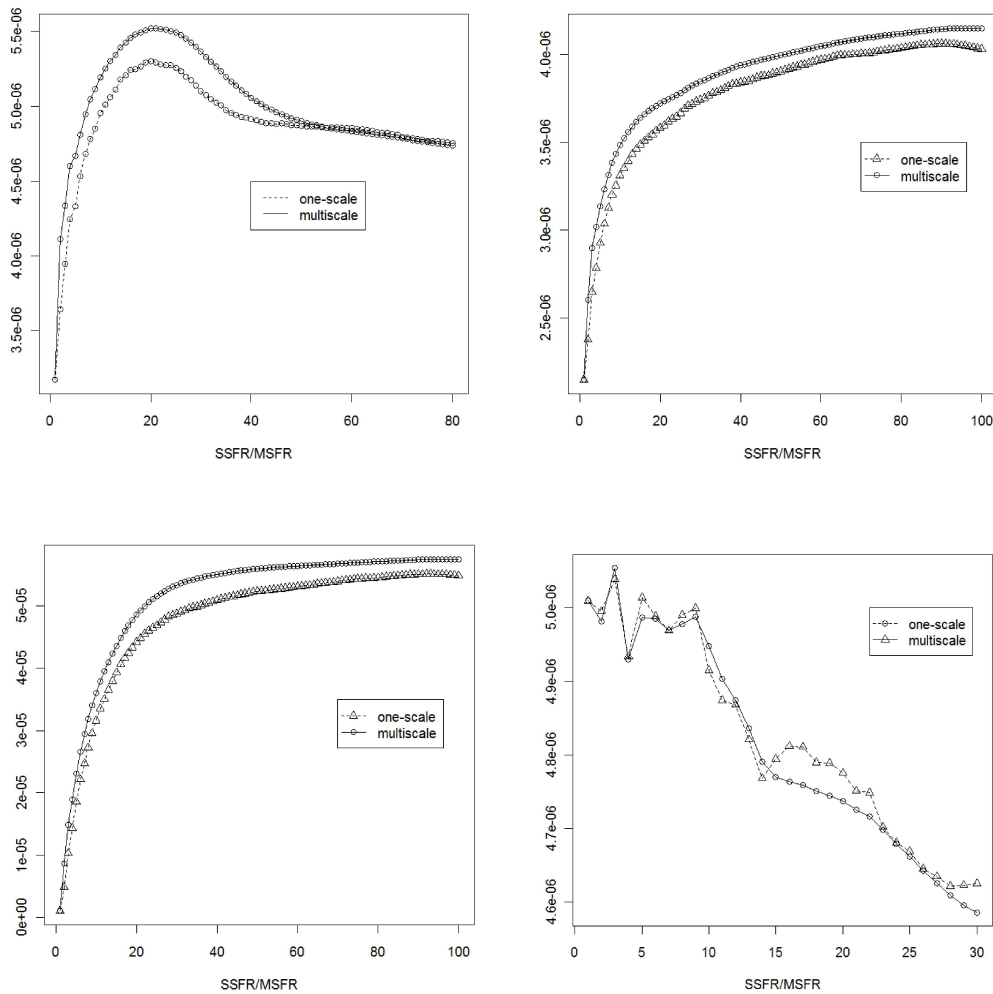 5.5e-06
5.0e-06
4.5e-06
4.0e-06
3.5e-06
one-scale
multiscale
0 20 40 60 80
SSFR/MSFR
4.0e-06
3.5e-06
3.0e-06
2.5e-06
one-scale
multiscale
0 20 40 60 80 100
SSFR/MSFR
5e-05
4e-05
3e-05
2e-05
1e-05
0e+00
one-scale
multiscale
0 20 40 60 80 100
SSFR/MSFR
5.0e-06
4.9e-06
4.8e-06
4.7e-06
4.6e-06
one-scale
multiscale
0 5 10 15 20 25 30
SSFR/MSFR